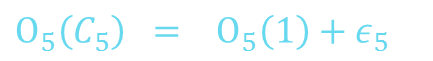 O₅(C₅) = O₅(1) + ϵ₅